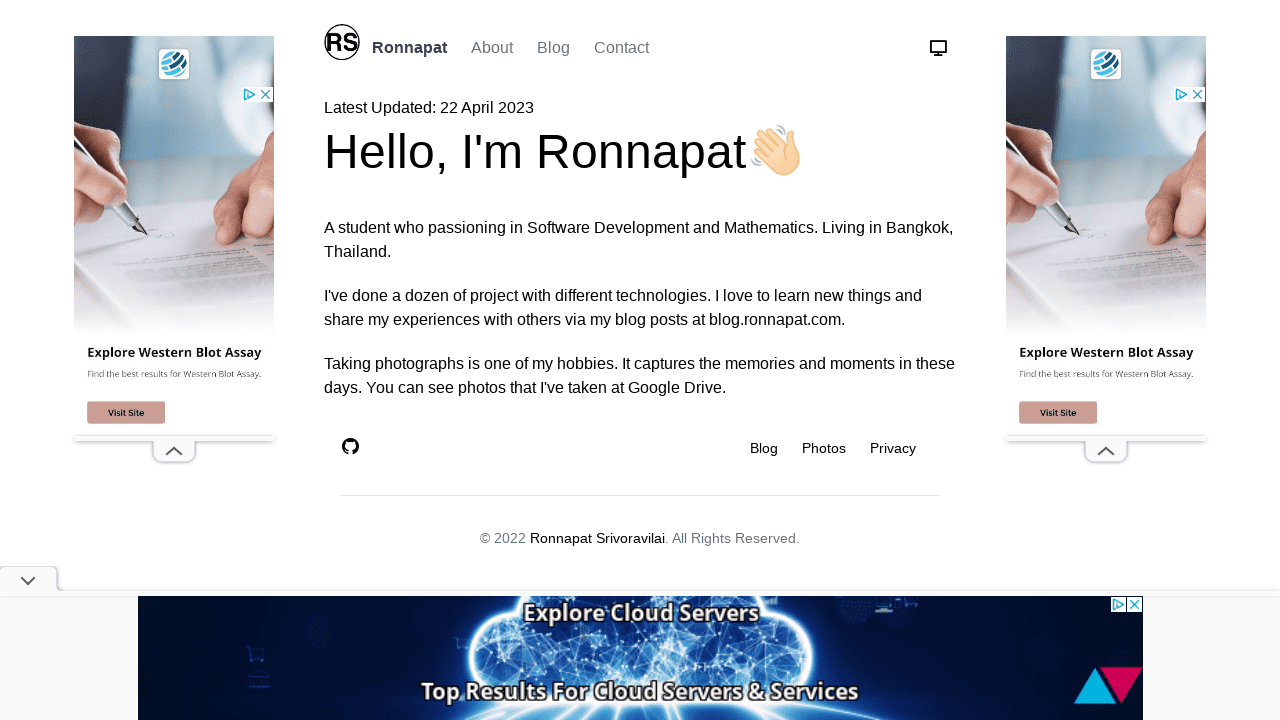 RS
Ronnapat About Blog Contact
Latest Updated: 22 April 2023
Hello, I'm Ronnapat👋🏻
A student who passioning in Software Development and Mathematics. Living in Bangkok,
Thailand.
I've done a dozen of project with different technologies. I love to learn new things and
share my experiences with others via my blog posts at blog.ronnapat.com.
Taking photographs is one of my hobbies. It captures the memories and moments in these
days. You can see photos that I've taken at Google Drive.
Blog Photos Privacy
© 2022 Ronnapat Srivoravilai. All Rights Reserved.
Explore Western Blot Assay
Find the best results for Western Blot Assay.
Visit Site
Explore Western Blot Assay
Find the best results for Western Blot Assay.
Visit Site
Explore Cloud Servers
Top Results For Cloud Servers & Services